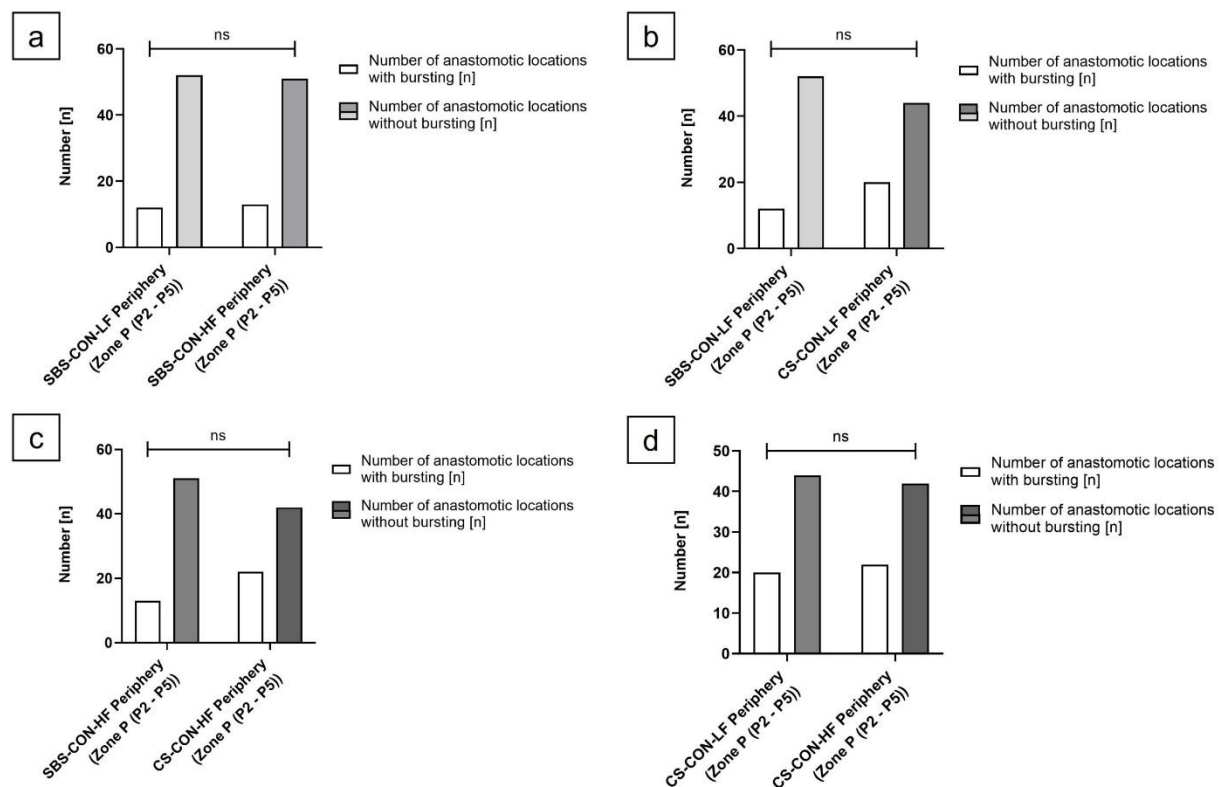 a
ns
60
40
20
0
Number [n]
SBS-CON-LF Periphery
(Zone P (P2 - P5))
SBS-CON-HF Periphery
(Zone P (P2 - P5))
Number of anastomotic locations
with bursting [n]
Number of anastomotic locations
without bursting [n]
b
ns
60
40
20
0
Number [n]
SBS-CON-LF Periphery
(Zone P (P2 - P5))
CS-CON-LF Periphery
(Zone P (P2 - P5))
Number of anastomotic locations
with bursting [n]
Number of anastomotic locations
without bursting [n]
c
ns
60
40
20
0
Number [n]
SBS-CON-HF Periphery
(Zone P (P2 - P5))
CS-CON-HF Periphery
(Zone P (P2 - P5))
Number of anastomotic locations
with bursting [n]
Number of anastomotic locations
without bursting [n]
d
ns
50
40
30
20
10
0
Number [n]
CS-CON-LF Periphery
(Zone P (P2 - P5))
CS-CON-HF Periphery
(Zone P (P2 - P5))
Number of anastomotic locations
with bursting [n]
Number of anastomotic locations
without bursting [n]